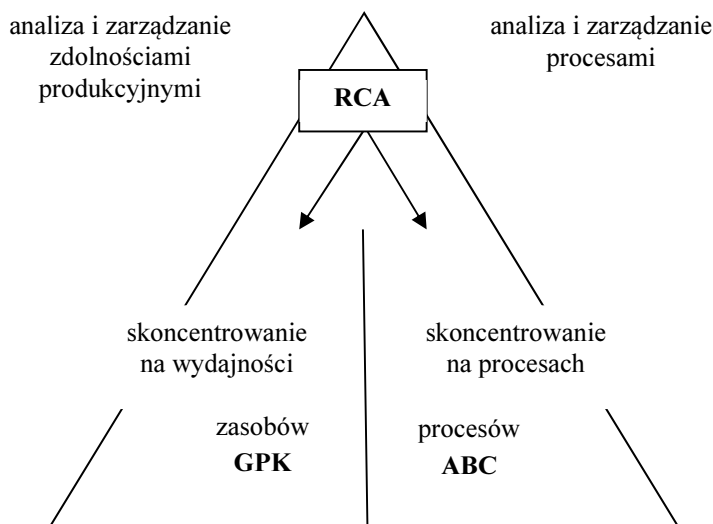 analiza i zarządzanie
zdolnościami
produkcyjnymi
analiza i zarządzanie
procesami
RCA
skoncentrowanie
na wydajności
skoncentrowanie
na procesach
zasobów
GPK
procesów
ABC